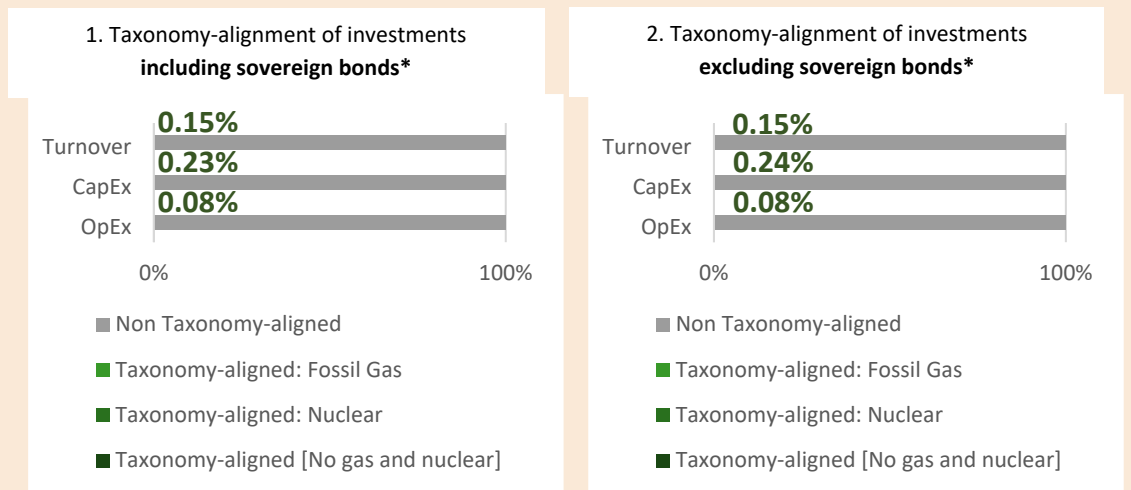 1. Taxonomy-alignment of investments
including sovereign bonds*
0.15%
Turnover
0.23%
CapEx
0.08%
OpEx
0%
100%
Non Taxonomy-aligned
Taxonomy-aligned: Fossil Gas
Taxonomy-aligned: Nuclear
Taxonomy-aligned [No gas and nuclear]
2. Taxonomy-alignment of investments
excluding sovereign bonds*
0.15%
Turnover
0.24%
CapEx
0.08%
OpEx
0%
100%
Non Taxonomy-aligned
Taxonomy-aligned: Fossil Gas
Taxonomy-aligned: Nuclear
Taxonomy-aligned [No gas and nuclear]